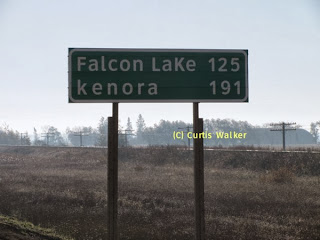 Falcon LaKe 125
kenora 191
(C) Curtis Walker